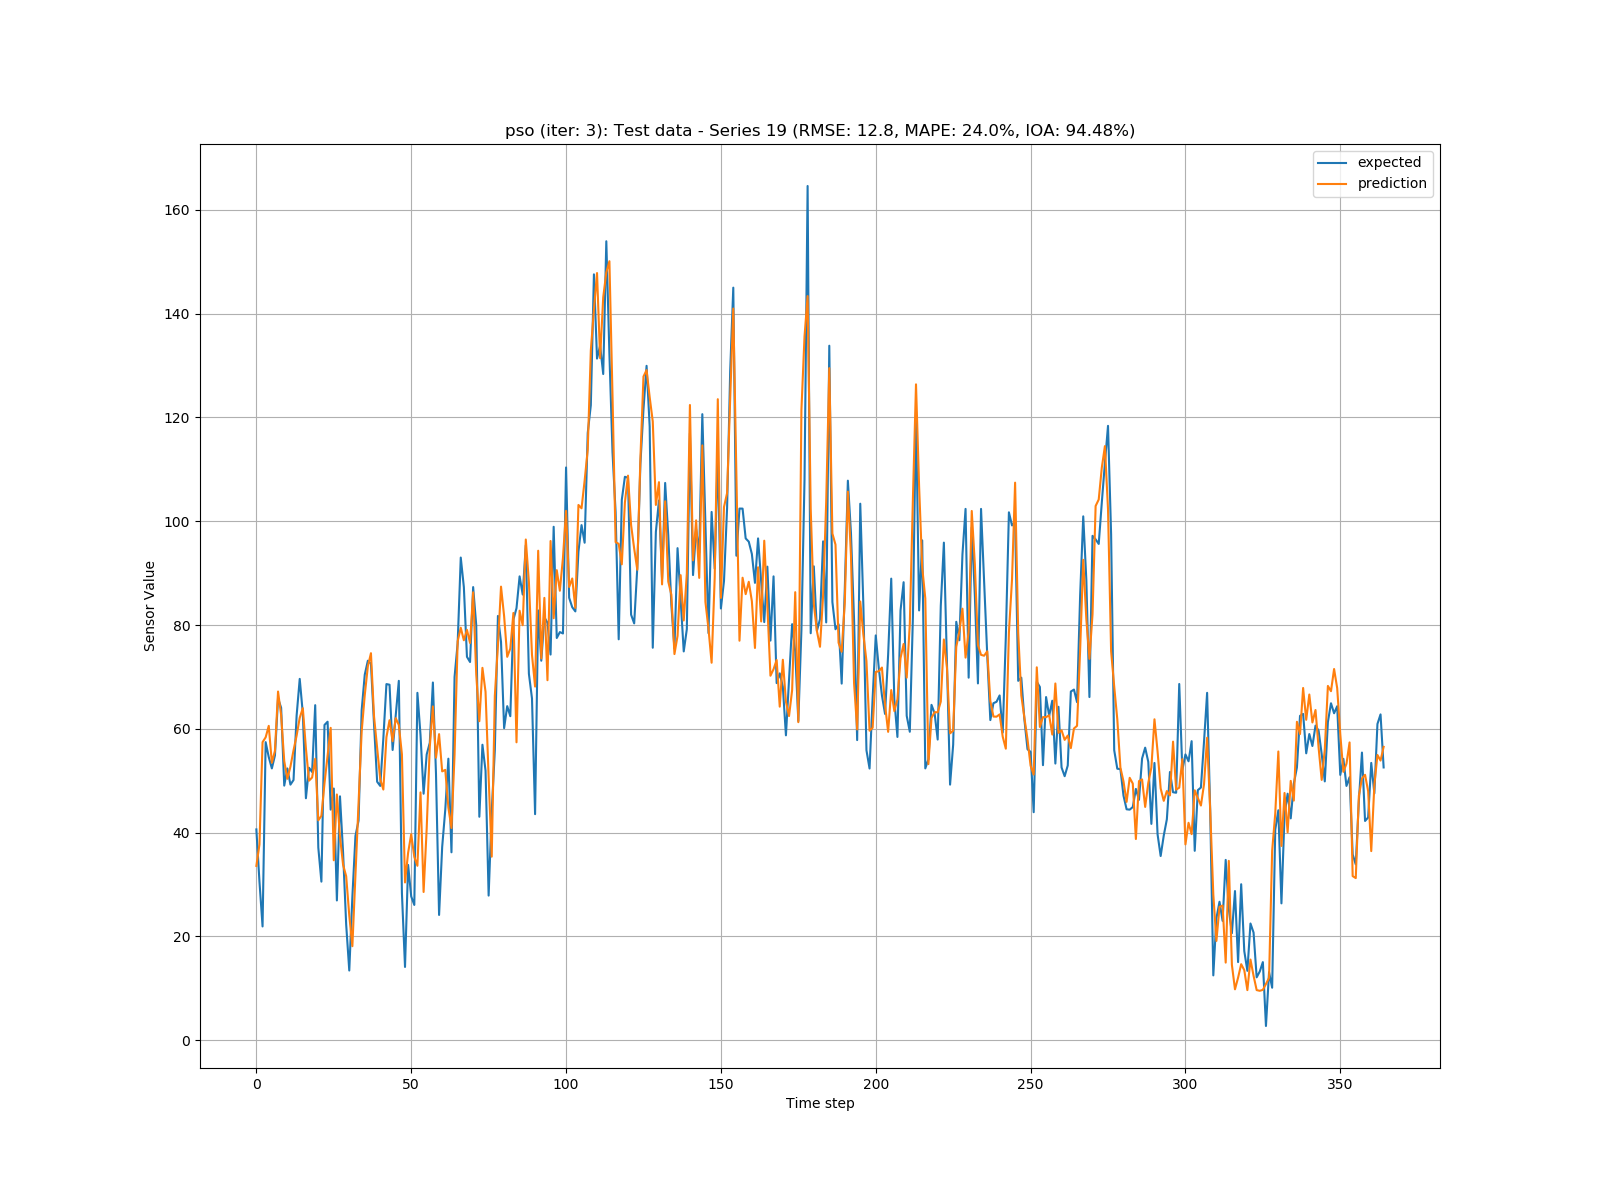 pso (iter: 3): Test data - Series 19 (RMSE: 12.8, MAPE: 24.0%, IOA: 94.48%)
expected
prediction
160
140
120
100
80
60
40
20
0
Sensor Value
0 50 100 150 200 250 300 350
Time step